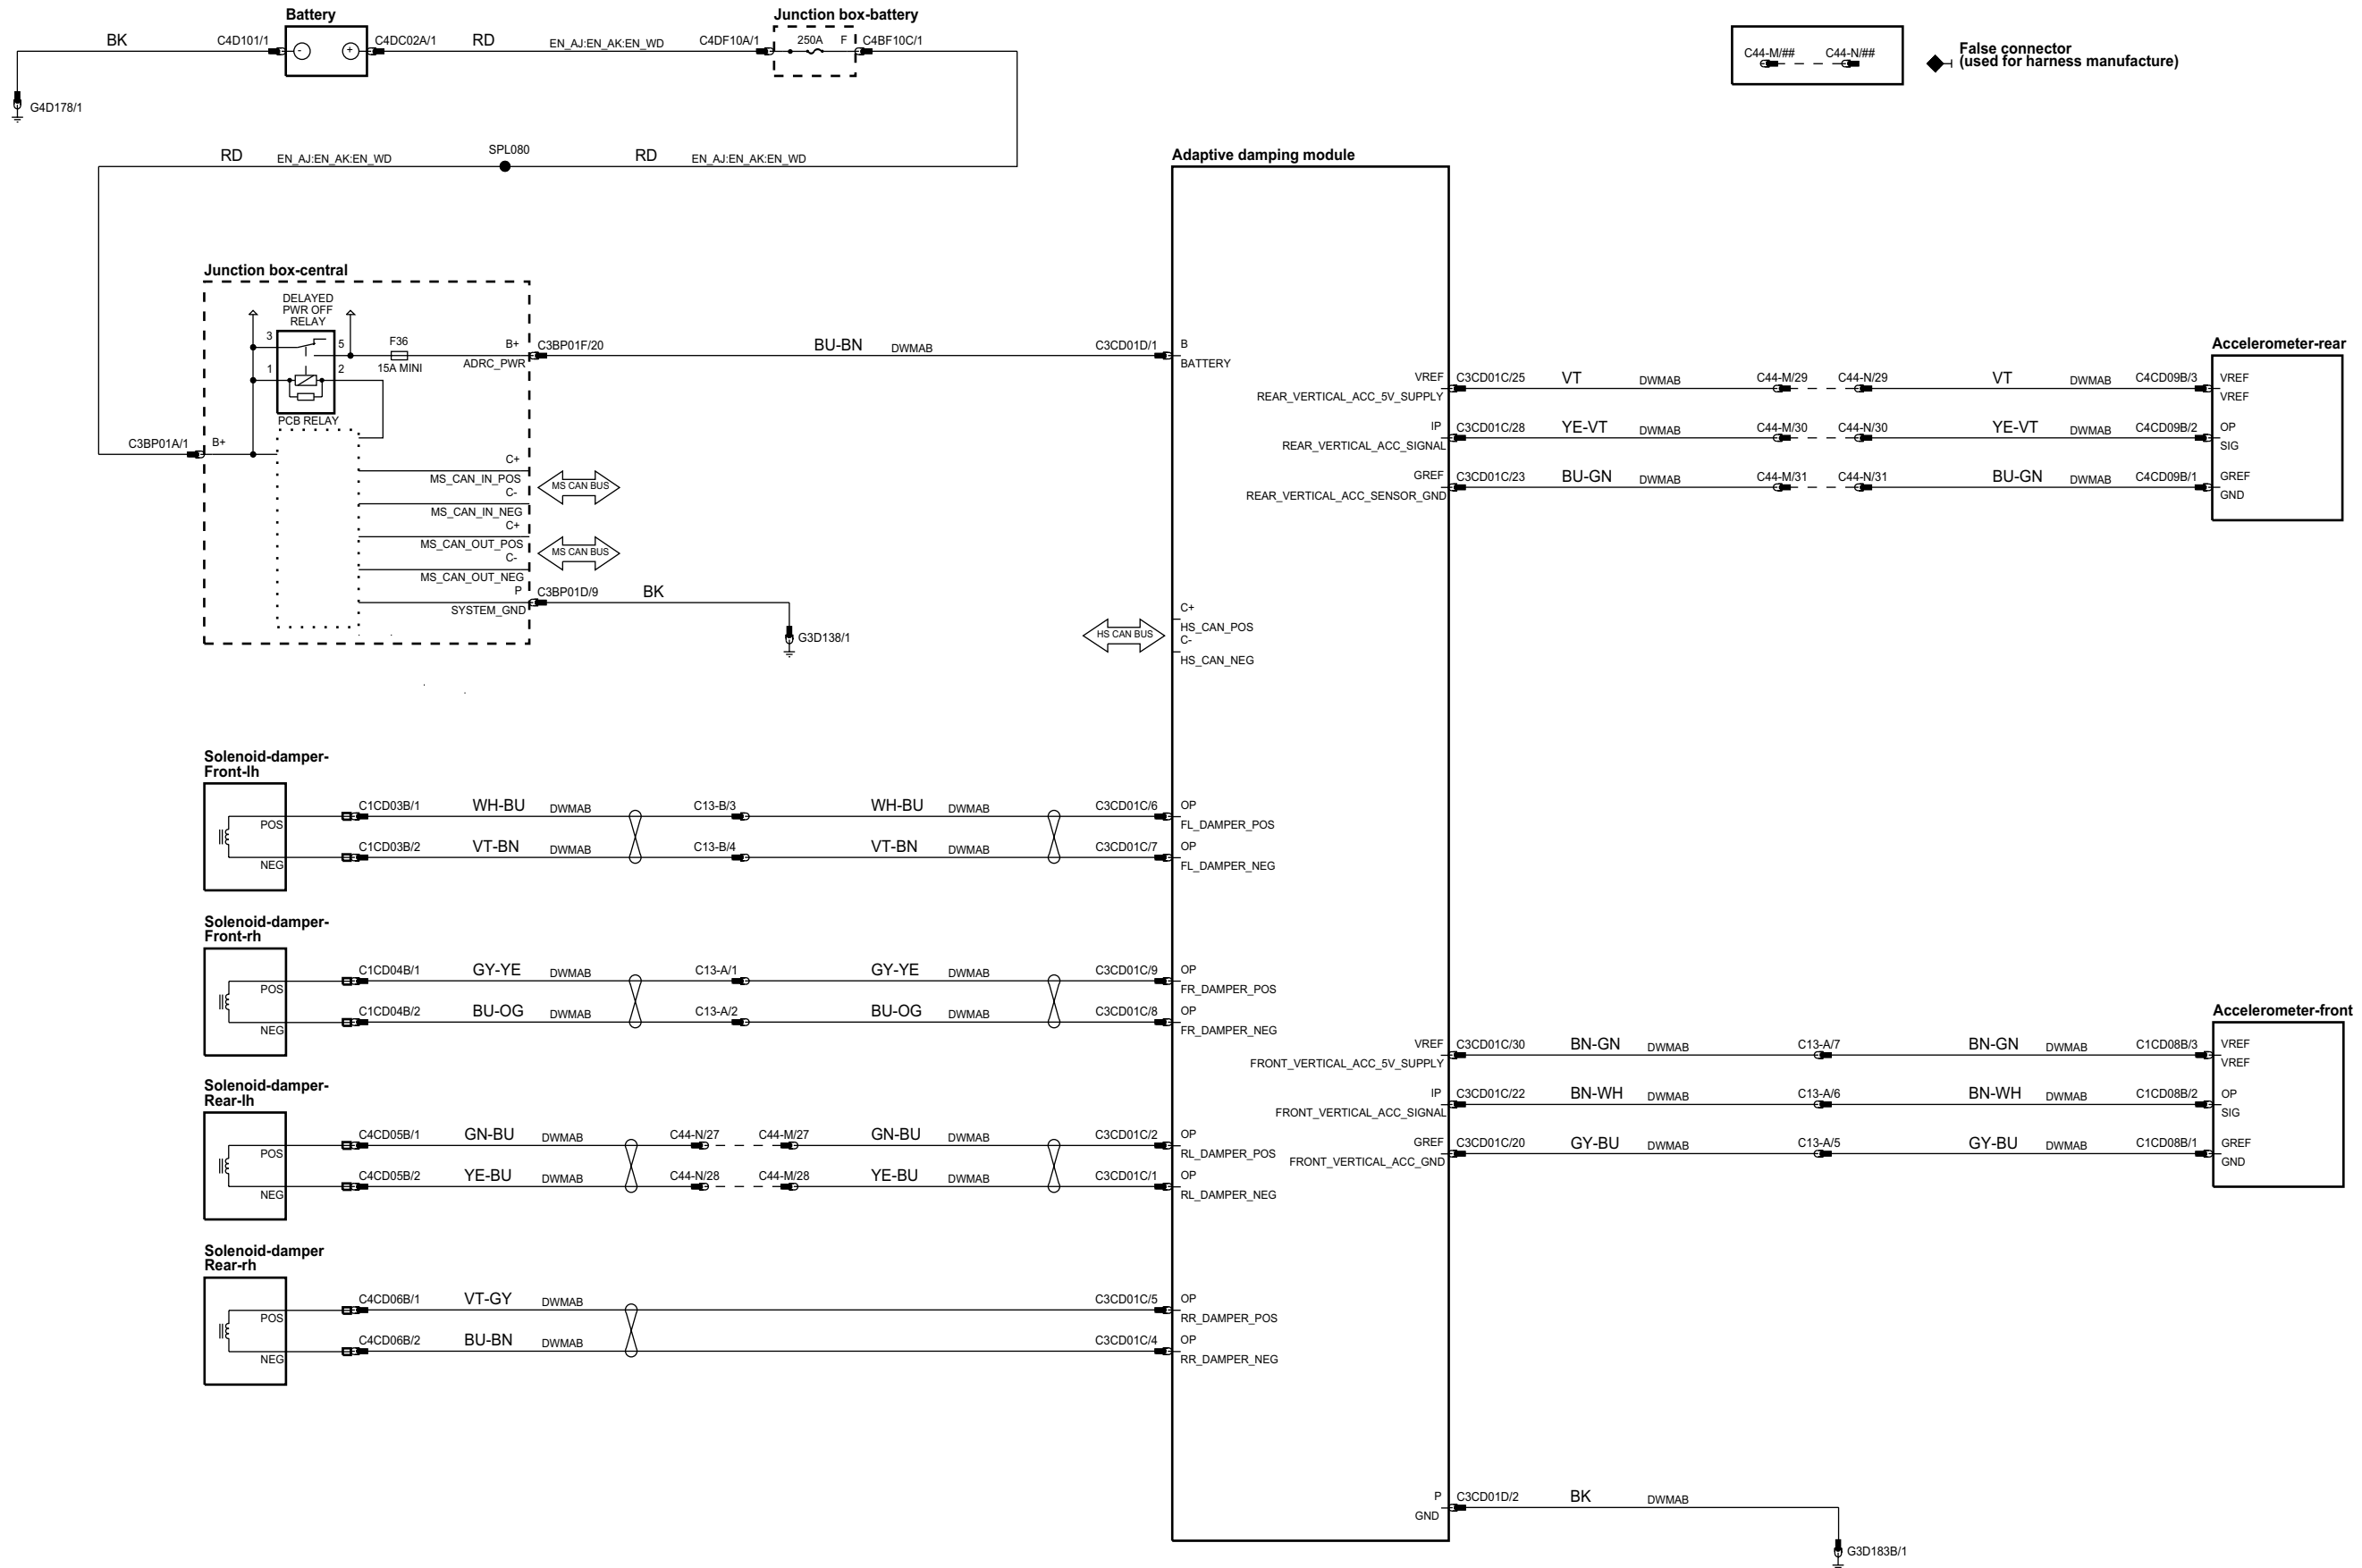 Battery
BK
C4D101/1
-
+
C4DC02A/1
RD
EN_AJ:EN_AK:EN_WD
C4DF10A/1
Junction box-battery
250A
F
C4BF10C/1
G4D178/1
C44-M/##
C44-N/##
False connector
(used for harness manufacture)
RD
EN_AJ:EN_AK:EN_WD
SPL080
RD
EN_AJ:EN_AK:EN_WD
Junction box-central
DELAYED
PWR OFF
RELAY
3
5
1
2
PCB RELAY
F36
15A MINI
B+
ADRC_PWR
C3BP01F/20
BU-BN
DWMAB
C3CD01D/1
C3BP01A/1
B+
C+
MS_CAN_IN_POS
C-
MS_CAN_IN_NEG
MS CAN BUS
C+
MS_CAN_OUT_POS
C-
MS_CAN_OUT_NEG
MS CAN BUS
P
SYSTEM_GND
C3BP01D/9
BK
G3D138/1
Adaptive damping module
B
BATTERY
HS CAN BUS
C+
HS_CAN_POS
C-
HS_CAN_NEG
VREF
REAR_VERTICAL_ACC_5V_SUPPLY
C3CD01C/25
VT
DWMAB
C44-M/29
C44-N/29
VT
DWMAB
C4CD09B/3
IP
REAR_VERTICAL_ACC_SIGNAL
C3CD01C/28
YE-VT
DWMAB
C44-M/30
C44-N/30
YE-VT
DWMAB
C4CD09B/2
GREF
REAR_VERTICAL_ACC_SENSOR_GND
C3CD01C/23
BU-GN
DWMAB
C44-M/31
C44-N/31
BU-GN
DWMAB
C4CD09B/1
Accelerometer-rear
VREF
VREF
OP
SIG
GREF
GND
Solenoid-damper-
Front-lh
POS
NEG
C1CD03B/1
WH-BU
DWMAB
C13-B/3
WH-BU
DWMAB
C3CD01C/6
OP
FL_DAMPER_POS
C1CD03B/2
VT-BN
DWMAB
C13-B/4
VT-BN
DWMAB
C3CD01C/7
OP
FL_DAMPER_NEG
Solenoid-damper-
Front-rh
POS
NEG
C1CD04B/1
GY-YE
DWMAB
C13-A/1
GY-YE
DWMAB
C3CD01C/9
OP
FR_DAMPER_POS
C1CD04B/2
BU-OG
DWMAB
C13-A/2
BU-OG
DWMAB
C3CD01C/8
OP
FR_DAMPER_NEG
Solenoid-damper-
Rear-lh
POS
NEG
C4CD05B/1
GN-BU
DWMAB
C44-N/27
C44-M/27
GN-BU
DWMAB
C3CD01C/2
OP
RL_DAMPER_POS
C4CD05B/2
YE-BU
DWMAB
C44-N/28
C44-M/28
YE-BU
DWMAB
C3CD01C/1
OP
RL_DAMPER_NEG
Solenoid-damper
Rear-rh
POS
NEG
C4CD06B/1
VT-GY
DWMAB
C3CD01C/5
OP
RR_DAMPER_POS
C4CD06B/2
BU-BN
DWMAB
C3CD01C/4
OP
RR_DAMPER_NEG
VREF
FRONT_VERTICAL_ACC_5V_SUPPLY
C3CD01C/30
BN-GN
DWMAB
C13-A/7
BN-GN
DWMAB
C1CD08B/3
IP
FRONT_VERTICAL_ACC_SIGNAL
C3CD01C/22
BN-WH
DWMAB
C13-A/6
BN-WH
DWMAB
C1CD08B/2
GREF
FRONT_VERTICAL_ACC_GND
C3CD01C/20
GY-BU
DWMAB
C13-A/5
GY-BU
DWMAB
C1CD08B/1
Accelerometer-front
VREF
VREF
OP
SIG
GREF
GND
P
GND
C3CD01D/2
BK
DWMAB
G3D183B/1